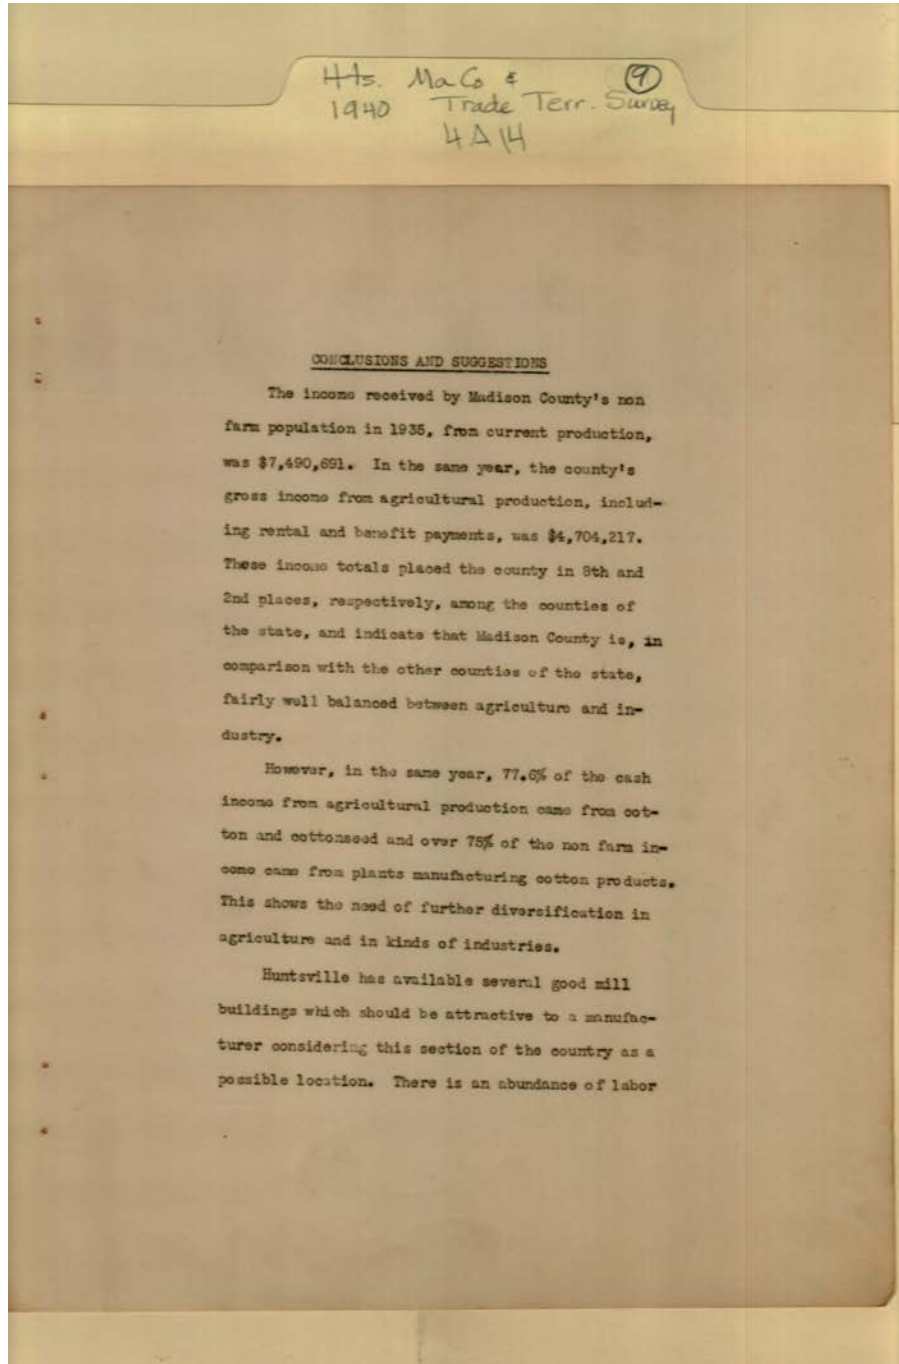 Hts. Ma Co & 9
1940 Trade Terr. Survey
4A14
CONCLUSIONS AND SUGGESTIONS
The income received by Madison County's non
farm population in 1935, from current production,
was $7,490,691. In the same year, the county's
gross income from agricultural production, includ-
ing rental and benefit payments, was $4,704,217.
These income totals placed the county in 8th and
2nd places, respectively, among the counties of
the state, and indicate that Madison County is, in
comparison with the other counties of the state,
fairly well balanced between agriculture and in-
dustry.
However, in the same year, 77.6% of the cash
income from agricultural production came from cot-
ton and cottonseed and over 75% of the non farm in-
come came from plants manufacturing cotton products.
This shows the need of further diversification in
agriculture and in kinds of industries.
Huntsville has available several good mill
buildings which should be attractive to a manufac-
turer considering this section of the country as a
possible location. There is an abundance of labor